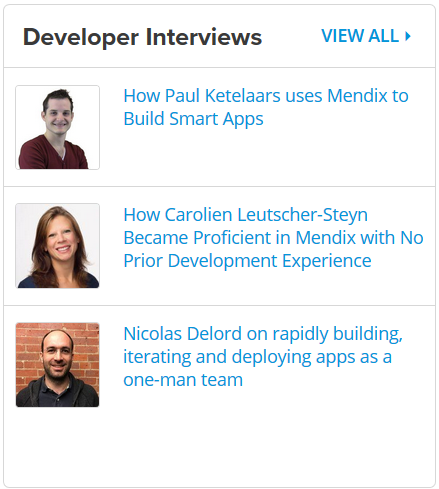 Developer Interviews
VIEW ALL
How Paul Ketelaars uses Mendix to
Build Smart Apps
How Carolien Leutscher-Steyn
Became Proficient in Mendix with No
Prior Development Experience
Nicolas Delord on rapidly building,
iterating and deploying apps as a
one-man team